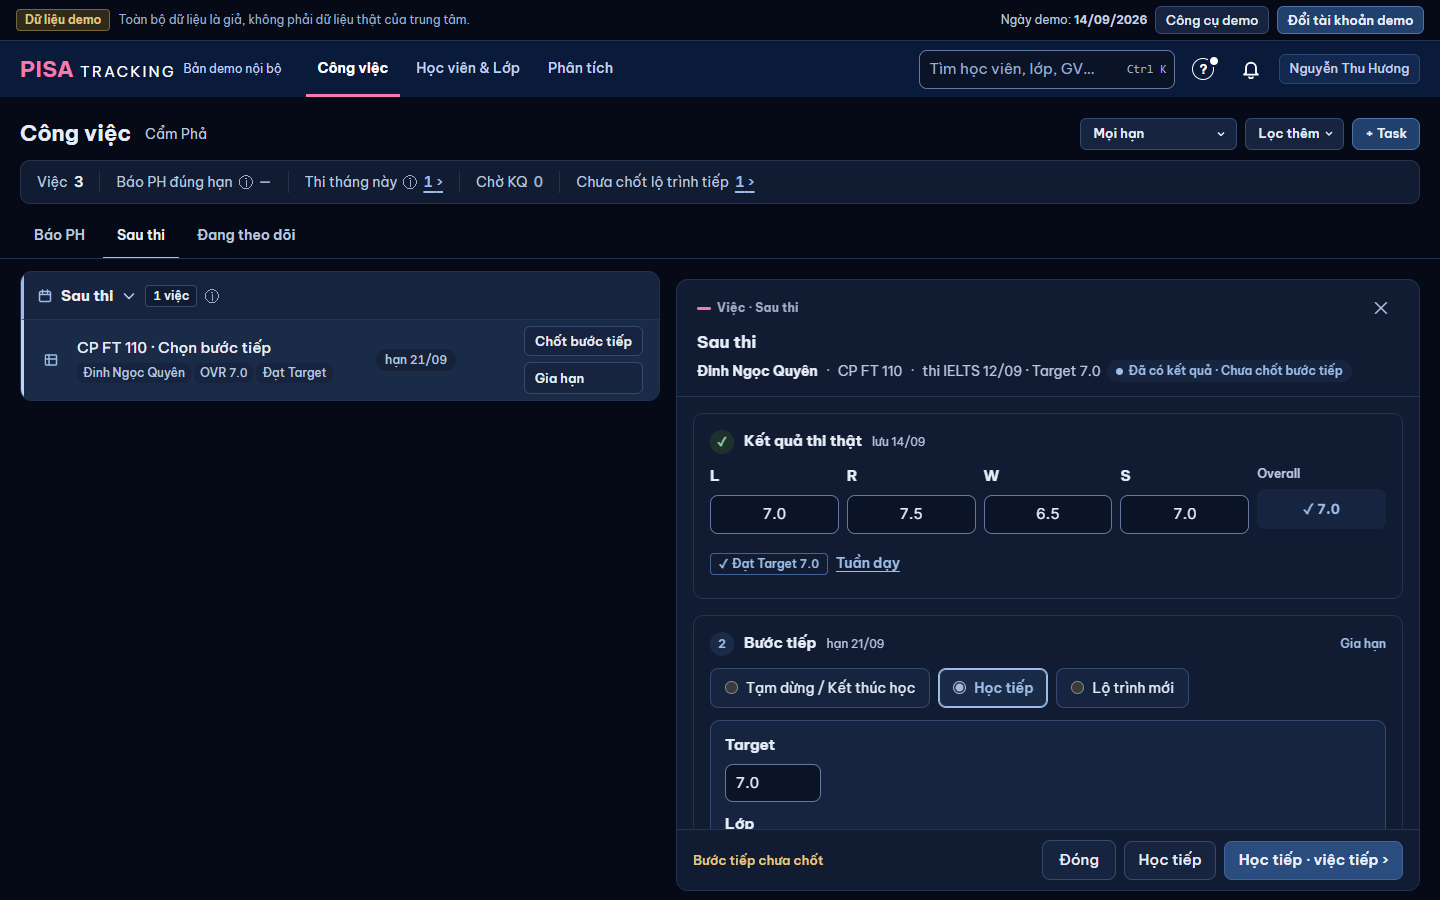 Dữ liệu demo Toàn bộ dữ liệu là giả, không phải dữ liệu thật của trung tâm. Ngày demo: 14/09/2026 Công cụ demo Đổi tài khoản demo
PISA TRACKING Bản demo nội bộ Công việc Học viên & Lớp Phân tích Tìm học viên, lớp, GV... Ctrl K ? Nguyễn Thu Hương
Công việc Cẩm Phả Mọi hạn Lọc thêm + Task
Việc 3 Báo PH đúng hạn ⓘ — Thi tháng này ⓘ 1 › Chờ KQ 0 Chưa chốt lộ trình tiếp 1 ›
Báo PH Sau thi Đang theo dõi
Sau thi 1 việc ⓘ
CP FT 110 · Chọn bước tiếp
Đinh Ngọc Quyên OVR 7.0 Đạt Target
hạn 21/09
Chốt bước tiếp
Gia hạn
Việc · Sau thi
Sau thi
Đinh Ngọc Quyên · CP FT 110 · thi IELTS 12/09 · Target 7.0 Đã có kết quả · Chưa chốt bước tiếp
✓ Kết quả thi thật lưu 14/09
L R W S Overall
7.0 7.5 6.5 7.0 ✓ 7.0
✓ Đạt Target 7.0 Tuần dạy
2 Bước tiếp hạn 21/09 Gia hạn
Tạm dừng / Kết thúc học Học tiếp Lộ trình mới
Target
7.0
Lớp
Bước tiếp chưa chốt Đóng Học tiếp Học tiếp · việc tiếp ›